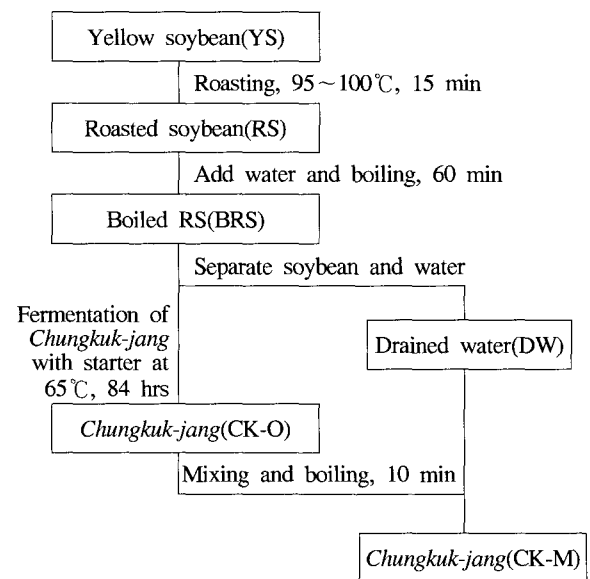 Yellow soybean(YS)
Roasting, 95~100℃, 15 min
Roasted soybean(RS)
Add water and boiling, 60 min
Boiled RS(BRS)
Separate soybean and water
Fermentation of
Chungkuk-jang
with starter at
65℃, 84 hrs
Drained water(DW)
Chungkuk-jang(CK-O)
Mixing and boiling, 10 min
Chungkuk-jang(CK-M)